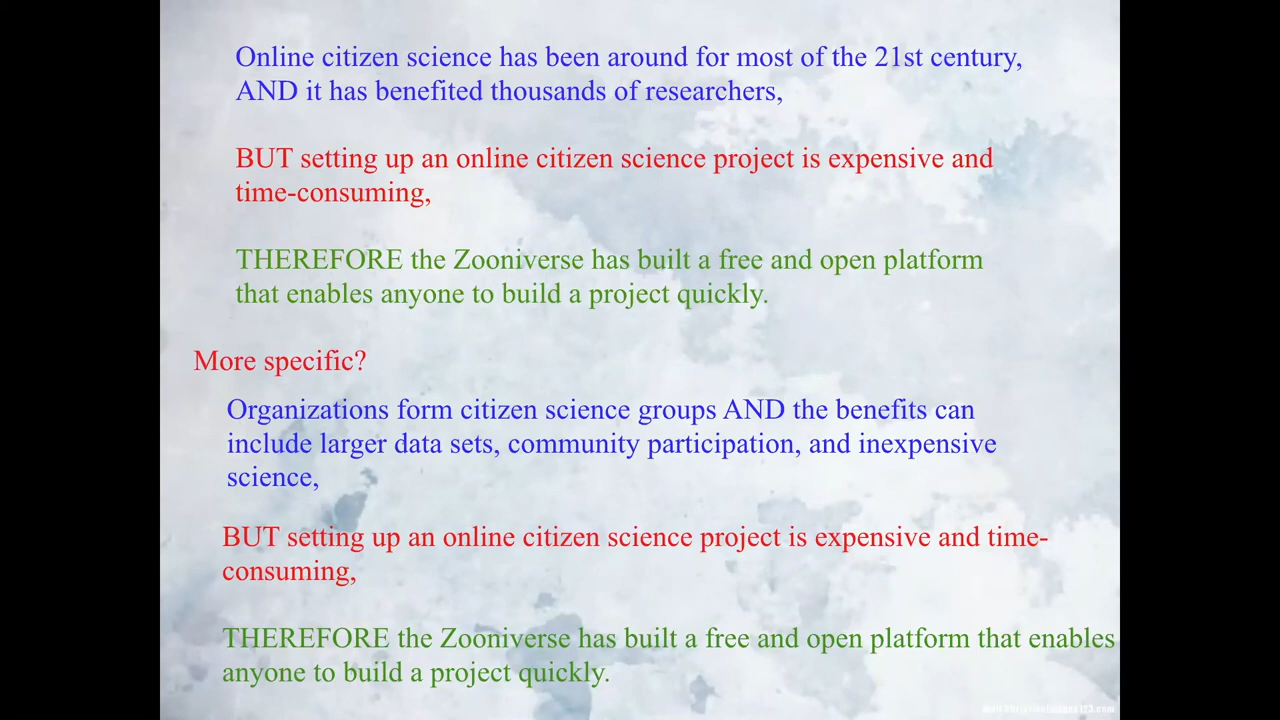 Online citizen science has been around for most of the 21st century,
AND it has benefited thousands of researchers,
BUT setting up an online citizen science project is expensive and
time-consuming,
THEREFORE the Zooniverse has built a free and open platform
that enables anyone to build a project quickly.
More specific?
Organizations form citizen science groups AND the benefits can
include larger data sets, community participation, and inexpensive
science,
BUT setting up an online citizen science project is expensive and time-
consuming,
THEREFORE the Zooniverse has built a free and open platform that enables
anyone to build a project quickly.